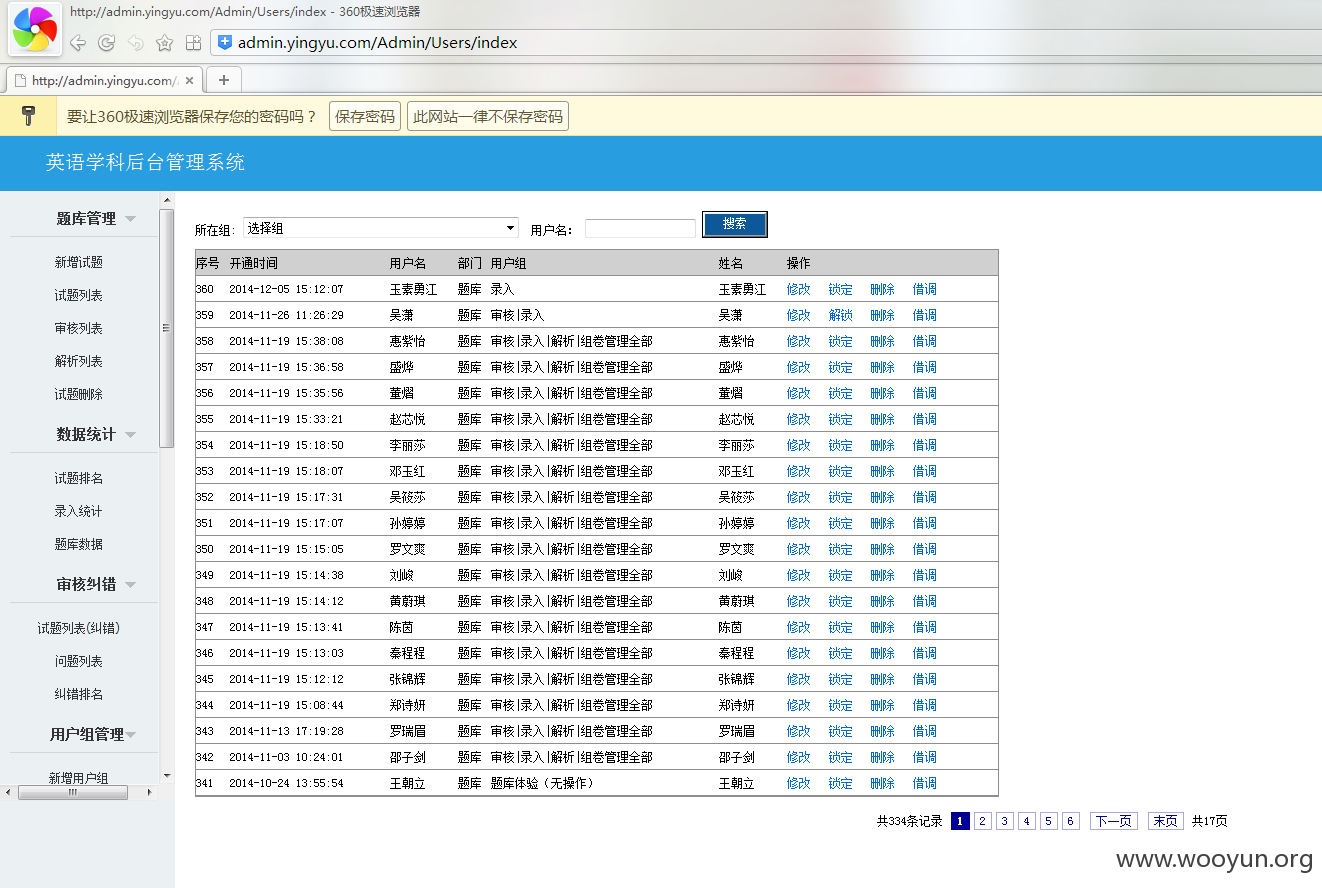 http://admin.yingyu.com/Admin/Users/index - 360极速浏览器
admin.yingyu.com/Admin/Users/index
http://admin.yingyu.com/
要让360极速浏览器保存您的密码吗？ 保存密码 此网站一律不保存密码
英语学科后台管理系统
题库管理
新增试题
试题列表
审核列表
解析列表
试题删除
数据统计
试题排名
录入统计
题库数据
审核纠错
试题列表(纠错)
问题列表
纠错排名
用户组管理
新增用户组
所在组: 选择组 用户名: 搜索
序号 开通时间 用户名 部门 用户组 姓名 操作
360 2014-12-05 15:12:07 玉素勇江 题库 录入 玉素勇江 修改 锁定 删除 借调
359 2014-11-26 11:26:29 吴潇 题库 审核|录入 吴潇 修改 解锁 删除 借调
358 2014-11-19 15:38:08 惠紫怡 题库 审核|录入|解析|组卷管理全部 惠紫怡 修改 锁定 删除 借调
357 2014-11-19 15:36:58 盛烨 题库 审核|录入|解析|组卷管理全部 盛烨 修改 锁定 删除 借调
356 2014-11-19 15:35:56 董熠 题库 审核|录入|解析|组卷管理全部 董熠 修改 锁定 删除 借调
355 2014-11-19 15:33:21 赵芯悦 题库 审核|录入|解析|组卷管理全部 赵芯悦 修改 锁定 删除 借调
354 2014-11-19 15:18:50 李丽莎 题库 审核|录入|解析|组卷管理全部 李丽莎 修改 锁定 删除 借调
353 2014-11-19 15:18:07 邓玉红 题库 审核|录入|解析|组卷管理全部 邓玉红 修改 锁定 删除 借调
352 2014-11-19 15:17:31 吴筱莎 题库 审核|录入|解析|组卷管理全部 吴筱莎 修改 锁定 删除 借调
351 2014-11-19 15:17:07 孙婷婷 题库 审核|录入|解析|组卷管理全部 孙婷婷 修改 锁定 删除 借调
350 2014-11-19 15:15:05 罗文爽 题库 审核|录入|解析|组卷管理全部 罗文爽 修改 锁定 删除 借调
349 2014-11-19 15:14:38 刘峻 题库 审核|录入|解析|组卷管理全部 刘峻 修改 锁定 删除 借调
348 2014-11-19 15:14:12 黄蔚琪 题库 审核|录入|解析|组卷管理全部 黄蔚琪 修改 锁定 删除 借调
347 2014-11-19 15:13:41 陈茵 题库 审核|录入|解析|组卷管理全部 陈茵 修改 锁定 删除 借调
346 2014-11-19 15:13:03 秦程程 题库 审核|录入|解析|组卷管理全部 秦程程 修改 锁定 删除 借调
345 2014-11-19 15:12:12 张锦辉 题库 审核|录入|解析|组卷管理全部 张锦辉 修改 锁定 删除 借调
344 2014-11-19 15:08:44 郑诗妍 题库 审核|录入|解析|组卷管理全部 郑诗妍 修改 锁定 删除 借调
343 2014-11-13 17:19:28 罗瑞眉 题库 审核|录入|解析|组卷管理全部 罗瑞眉 修改 锁定 删除 借调
342 2014-11-03 10:24:01 邵子剑 题库 审核|录入|解析|组卷管理全部 邵子剑 修改 锁定 删除 借调
341 2014-10-24 13:55:54 王朝立 题库 题库体验（无操作） 王朝立 修改 锁定 删除 借调
共334条记录 1 2 3 4 5 6 下一页 末页 共17页
www.wooyun.org